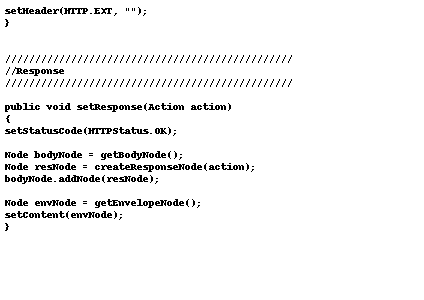 setHeader(HTTP.EXT, "");
}
////////////////////////////////////////////////
//Response
////////////////////////////////////////////////
public void setResponse(Action action)
{
setStatusCode(HTTPStatus.OK);
Node bodyNode = getBodyNode();
Node resNode = createResponseNode(action);
bodyNode.addNode(resNode);
Node envNode = getEnvelopeNode();
setContent(envNode);
}